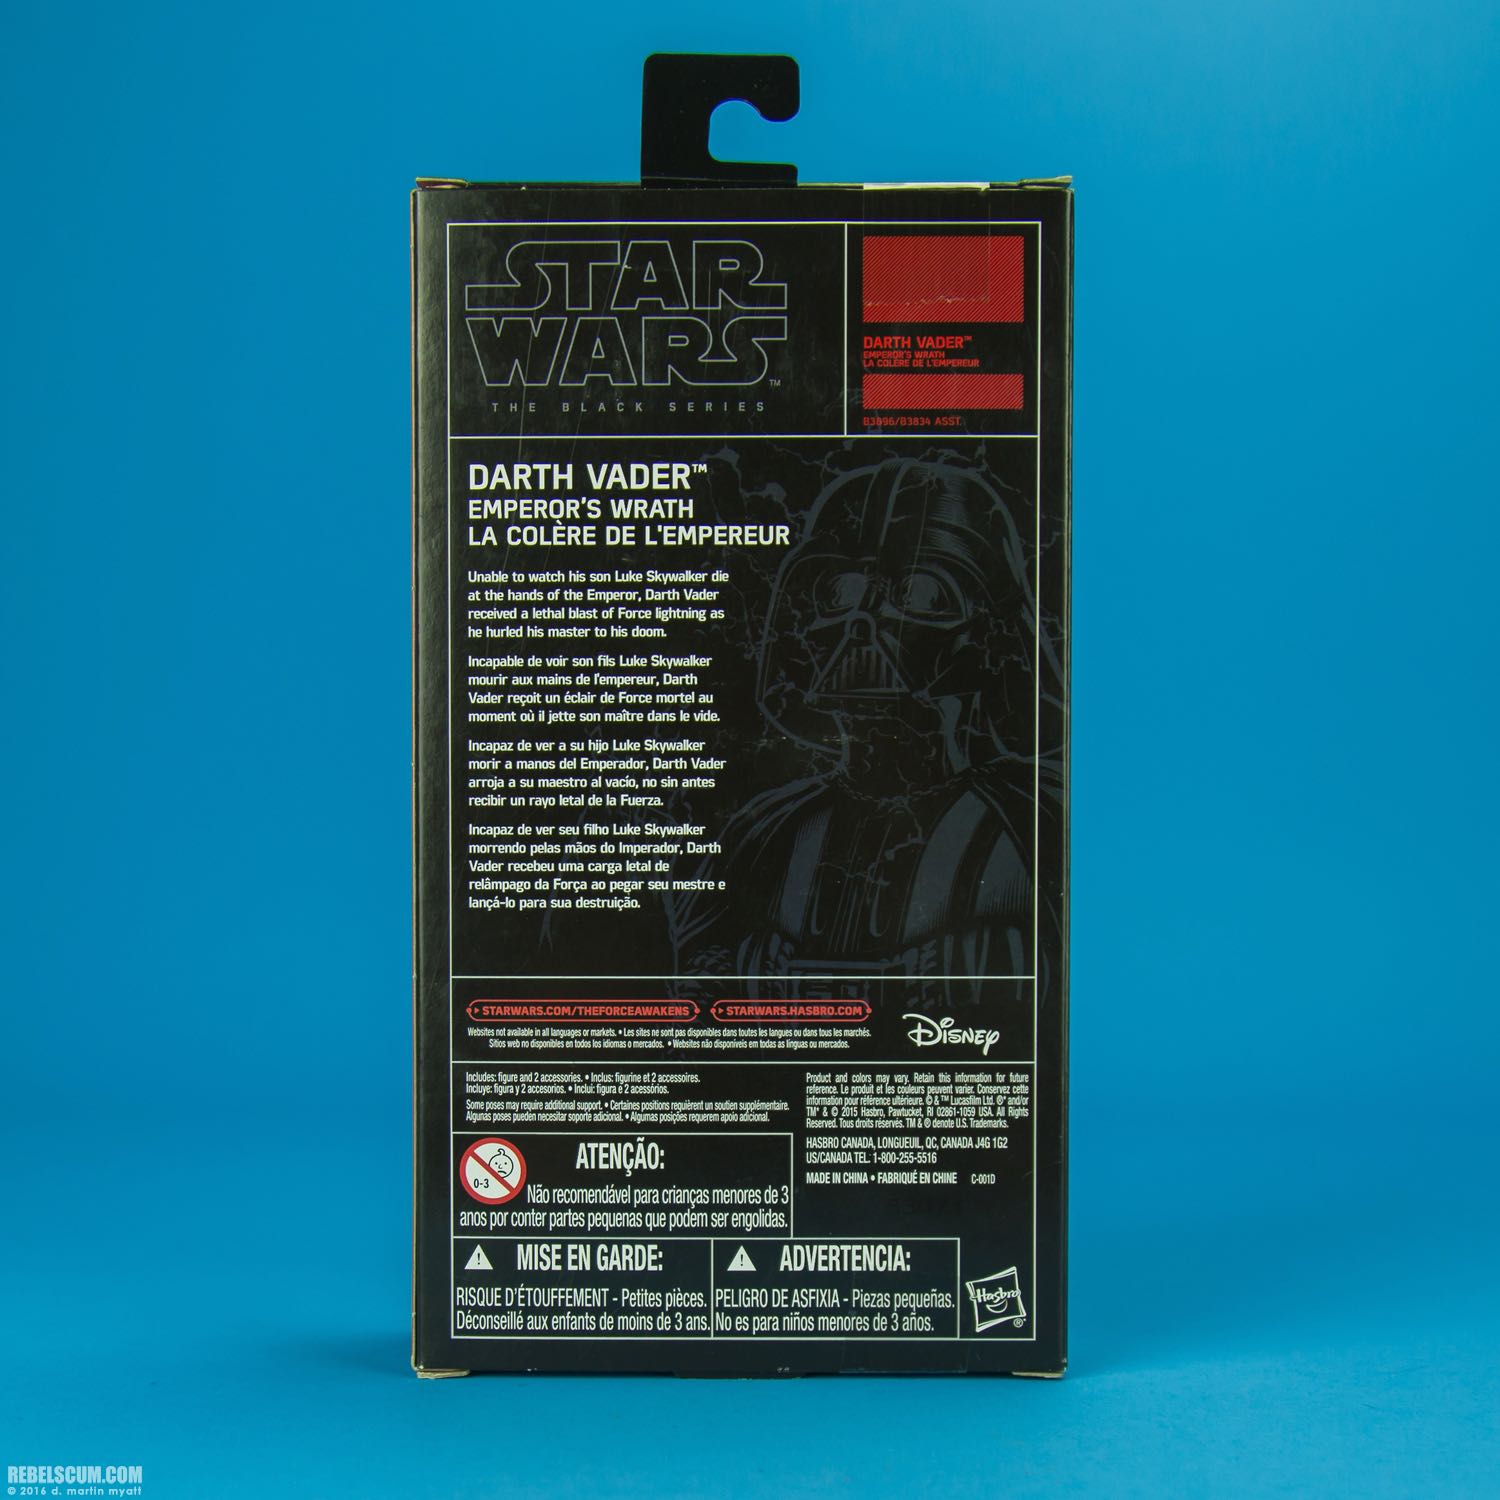 STAR
WARS™
THE BLACK SERIES
DARTH VADER™
EMPEROR'S WRATH
LA COLÈRE DE L'EMPEREUR
B3896/B3834 ASST.
DARTH VADER™
EMPEROR'S WRATH
LA COLÈRE DE L'EMPEREUR
Unable to watch his son Luke Skywalker die
at the hands of the Emperor, Darth Vader
received a lethal blast of Force lightning as
he hurled his master to his doom.
Incapable de voir son fils Luke Skywalker
mourir aux mains de l'empereur, Darth
Vader reçoit un éclair de Force mortel au
moment où il jette son maître dans le vide.
Incapaz de ver a su hijo Luke Skywalker
morir a manos del Emperador, Darth Vader
arroja a su maestro al vacío, no sin antes
recibir un rayo letal de la Fuerza.
Incapaz de ver seu filho Luke Skywalker
morrendo pelas mãos do Imperador, Darth
Vader recebeu uma carga letal de
relâmpago da Força ao pegar seu mestre e
lançá-lo para sua destruição.
STARWARS.COM/THEFORCEAWAKENS STARWARS.HASBRO.COM
Websites not available in all languages or markets. • Les sites ne sont pas disponibles dans toutes les langues ou dans tous les marchés.
Sitios web no disponibles en todos los idiomas o mercados. • Websites não disponíveis em todas as línguas ou mercados.
Disney
Includes: figure and 2 accessories. • Inclus: figurine et 2 accessoires.
Incluye: figura y 2 accesorios. • Inclui: figura e 2 acessórios.
Some poses may require additional support. • Certaines positions requièrent un soutien supplémentaire.
Algunas poses pueden necesitar soporte adicional. • Algumas posições requerem apoio adicional.
Product and colors may vary. Retain this information for future
reference. Le produit et les couleurs peuvent varier. Conservez cette
information pour référence ultérieure. © & ™ Lucasfilm Ltd. ®* and/or
TM* & © 2015 Hasbro, Pawtucket, RI 02861-1059 USA. All Rights
Reserved. Tous droits réservés. TM & ® denote U.S. Trademarks.
HASBRO CANADA, LONGUEUIL, QC, CANADA J4G 1G2
US/CANADA TEL. 1-800-255-5516
MADE IN CHINA • FABRIQUÉ EN CHINE C-001D
0-3
ATENÇÃO:
Não recomendável para crianças menores de 3
anos por conter partes pequenas que podem ser engolidas.
MISE EN GARDE:
RISQUE D'ÉTOUFFEMENT - Petites pièces.
Déconseillé aux enfants de moins de 3 ans.
ADVERTENCIA:
PELIGRO DE ASFIXIA - Piezas pequeñas.
No es para niños menores de 3 años.
Hasbro
®*
REBELSCUM.COM
© 2016 d. martin myatt